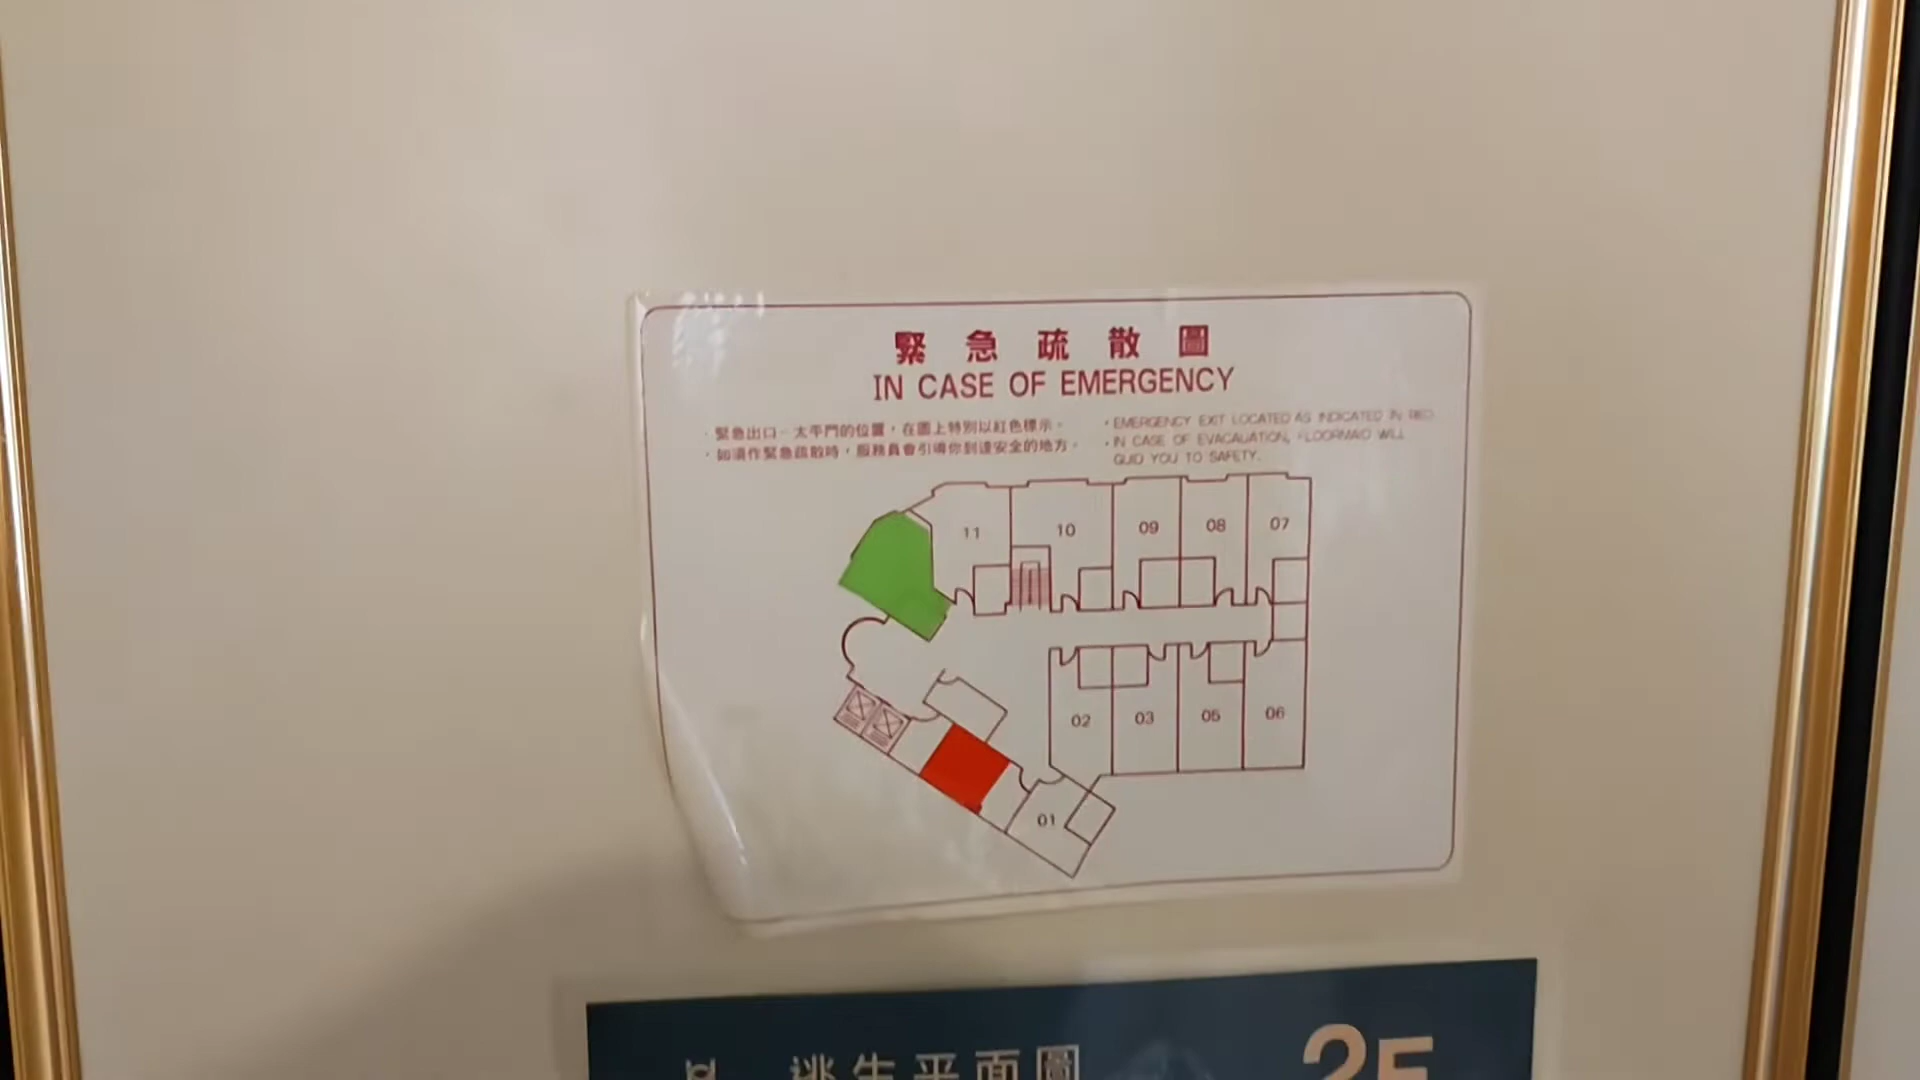 緊急疏散圖
IN CASE OF EMERGENCY
· 緊急出口－太平門的位置，在圖上特別以紅色標示。
· 如須作緊急疏散時，服務員會引導你到達安全的地方。
· EMERGENCY EXIT LOCATED AS INDICATED IN RED.
· IN CASE OF EVACAUATION, FLOORMAID WILL
QUID YOU TO SAFETY.
11 10 09 08 07
02 03 05 06
01
逃生平面圖 2F